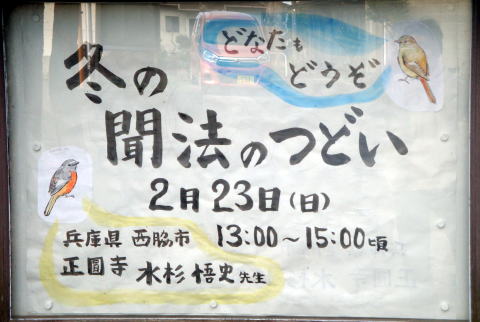 どなたも
どうぞ
冬の
聞法のつどい
2月23日(日)
兵庫県 西脇市 13:00~15:00頃
正圓寺 水杉 悟史 先生